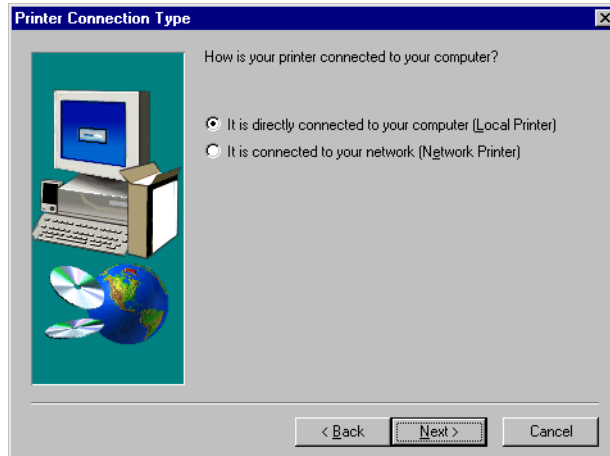 Printer Connection Type
How is your printer connected to your computer?
It is directly connected to your computer (Local Printer)
It is connected to your network (Network Printer)
< Back
Next >
Cancel